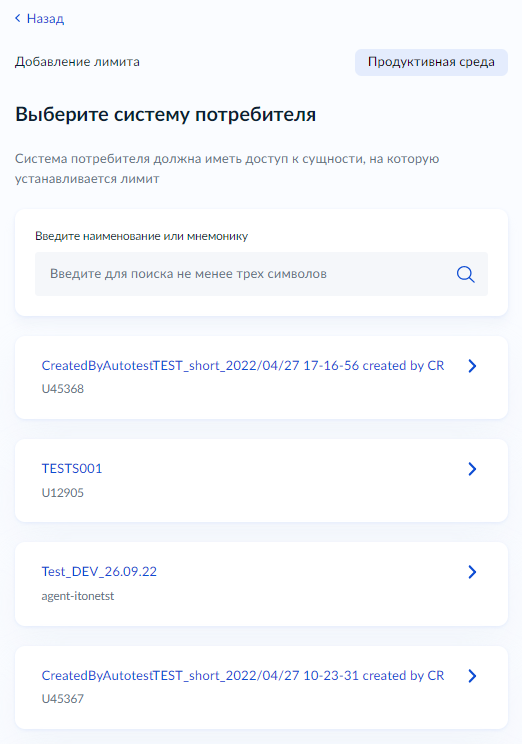 Назад
Добавление лимита
Продуктивная среда
Выберите систему потребителя
Система потребителя должна иметь доступ к сущности, на которую
устанавливается лимит
Введите наименование или мнемонику
Введите для поиска не менее трех символов
CreatedByAutotestTEST_short_2022/04/27 17-16-56 created by CR
U45368
TESTS001
U12905
Test_DEV_26.09.22
agent-itonetst
CreatedByAutotestTEST_short_2022/04/27 10-23-31 created by CR
U45367